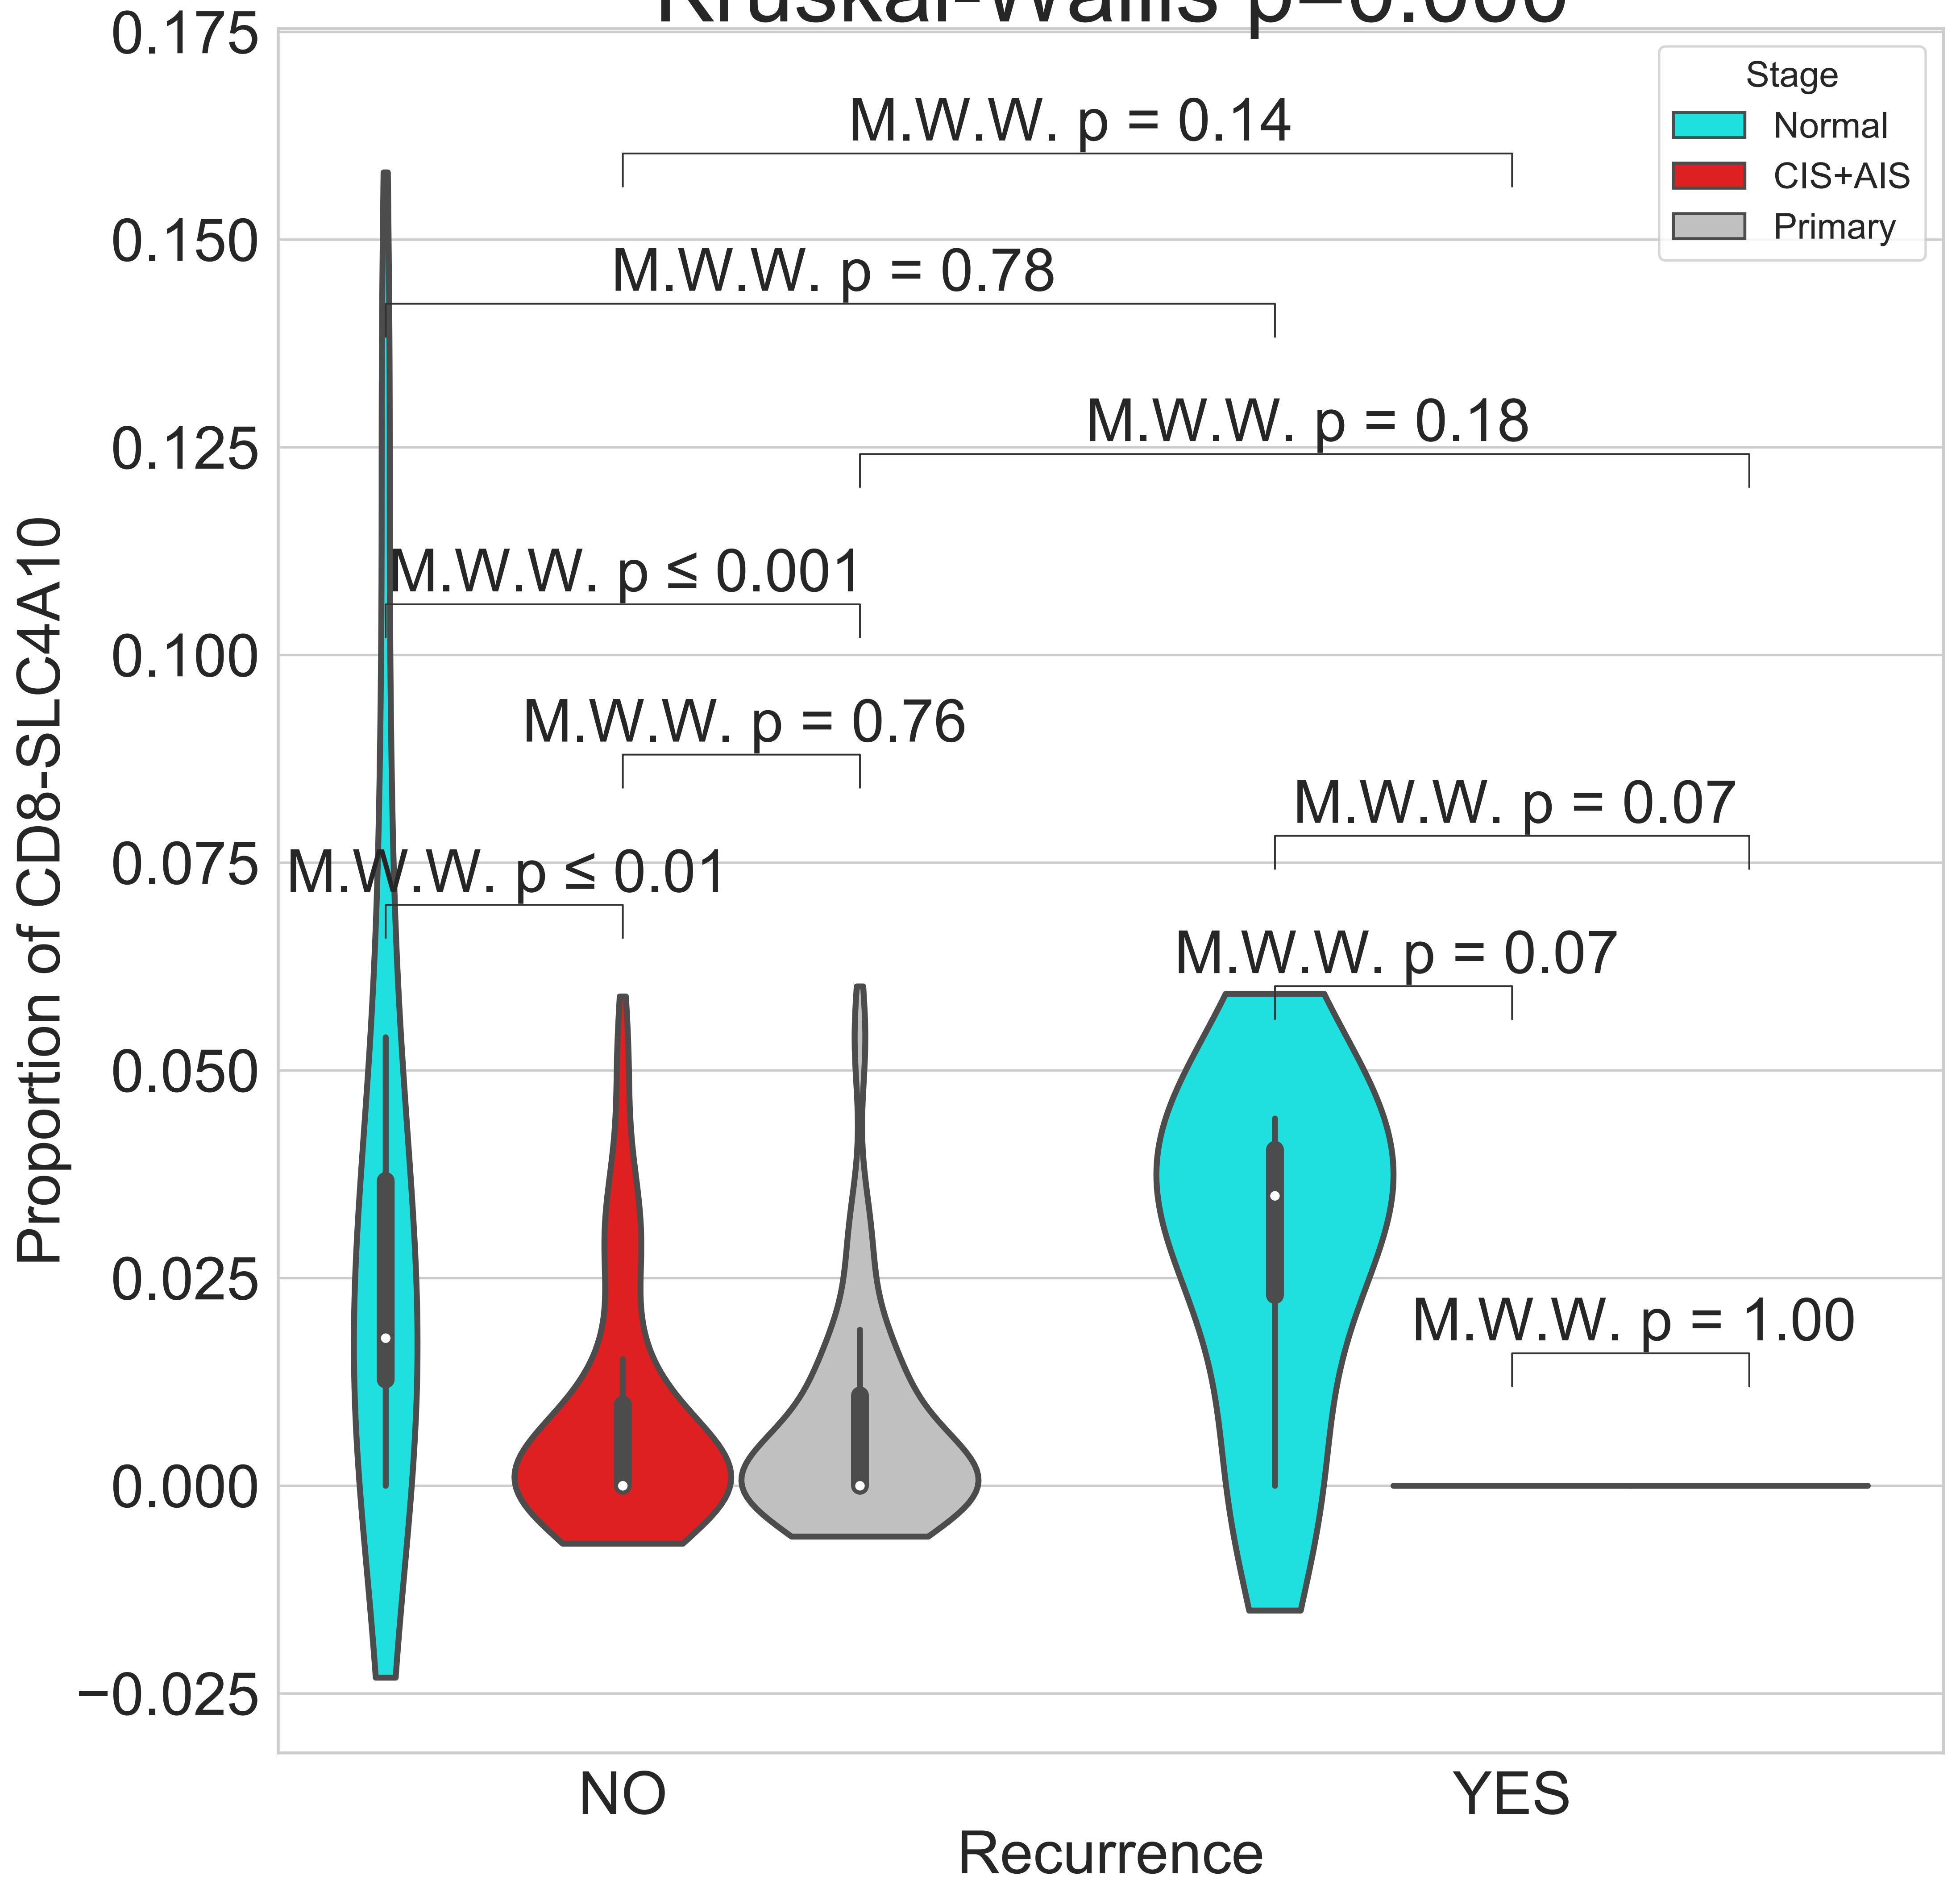 Kruskal-Wallis p=0.000
0.175
0.150
0.125
0.100
0.075
0.050
0.025
0.000
−0.025
Proportion of CD8-SLC4A10
Stage
Normal
CIS+AIS
Primary
M.W.W. p = 0.14
M.W.W. p = 0.78
M.W.W. p = 0.18
M.W.W. p ≤ 0.001
M.W.W. p = 0.76
M.W.W. p = 0.07
M.W.W. p ≤ 0.01
M.W.W. p = 0.07
M.W.W. p = 1.00
NO
YES
Recurrence